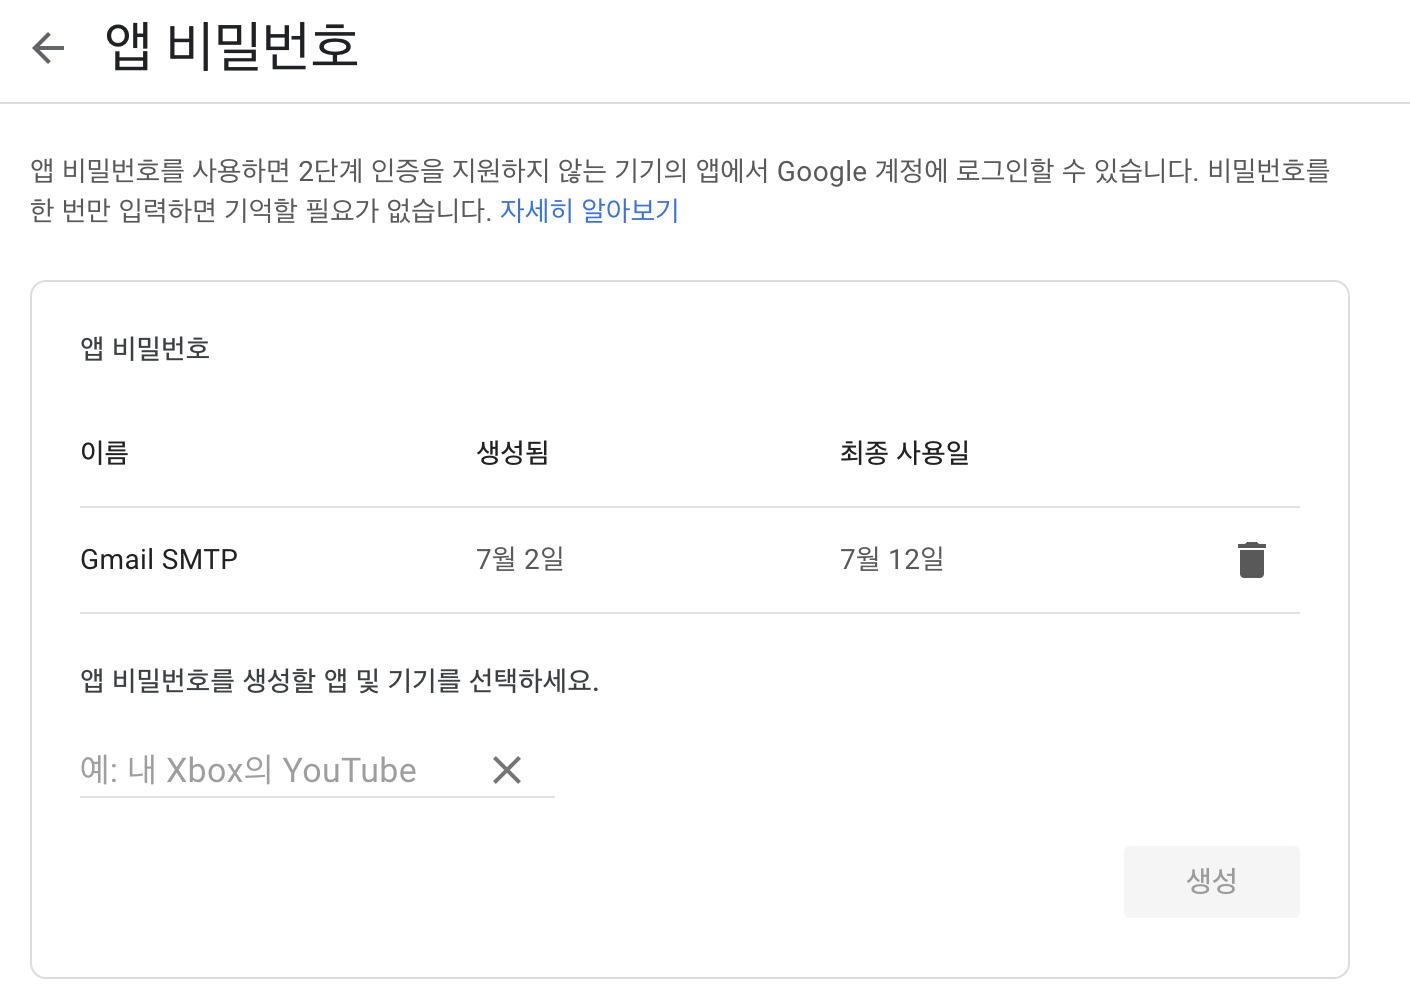 앱 비밀번호
앱 비밀번호를 사용하면 2단계 인증을 지원하지 않는 기기의 앱에서 Google 계정에 로그인할 수 있습니다. 비밀번호를
한 번만 입력하면 기억할 필요가 없습니다. 자세히 알아보기
앱 비밀번호
이름 생성됨 최종 사용일
Gmail SMTP 7월 2일 7월 12일
앱 비밀번호를 생성할 앱 및 기기를 선택하세요.
예: 내 Xbox의 YouTube
생성